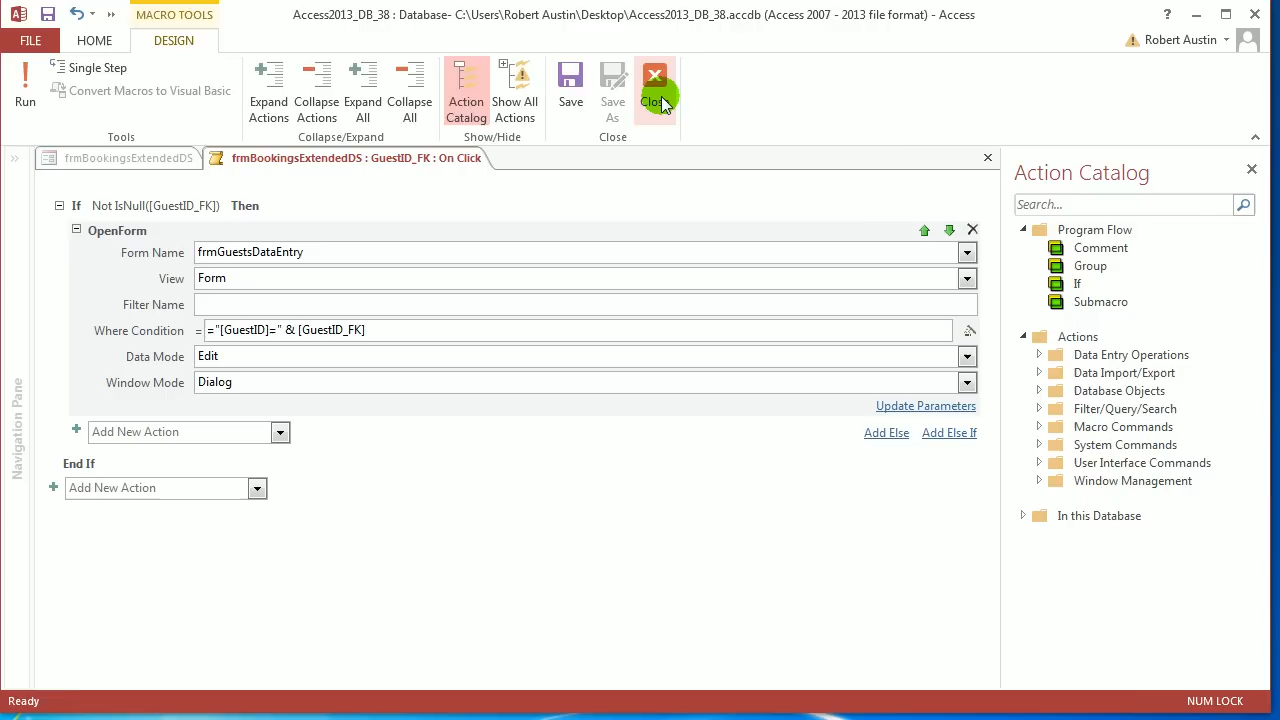 MACRO TOOLS
Access2013_DB_38 : Database- C:\Users\Robert Austin\Desktop\Access2013_DB_38.accdb (Access 2007 - 2013 file format) - Access
?
FILE
HOME
DESIGN
Robert Austin
Run
Single Step
Convert Macros to Visual Basic
Tools
Expand Actions
Collapse Actions
Expand All
Collapse All
Collapse/Expand
Action Catalog
Show All Actions
Show/Hide
Save
Save As
Close
Close
frmBookingsExtendedDS
frmBookingsExtendedDS : GuestID_FK : On Click
Navigation Pane
If Not IsNull([GuestID_FK]) Then
OpenForm
Form Name frmGuestsDataEntry
View Form
Filter Name
Where Condition = ="[GuestID]=" & [GuestID_FK]
Data Mode Edit
Window Mode Dialog
Update Parameters
Add New Action
Add Else Add Else If
End If
Add New Action
Action Catalog
Search...
Program Flow
Comment
Group
If
Submacro
Actions
Data Entry Operations
Data Import/Export
Database Objects
Filter/Query/Search
Macro Commands
System Commands
User Interface Commands
Window Management
In this Database
Ready
NUM LOCK